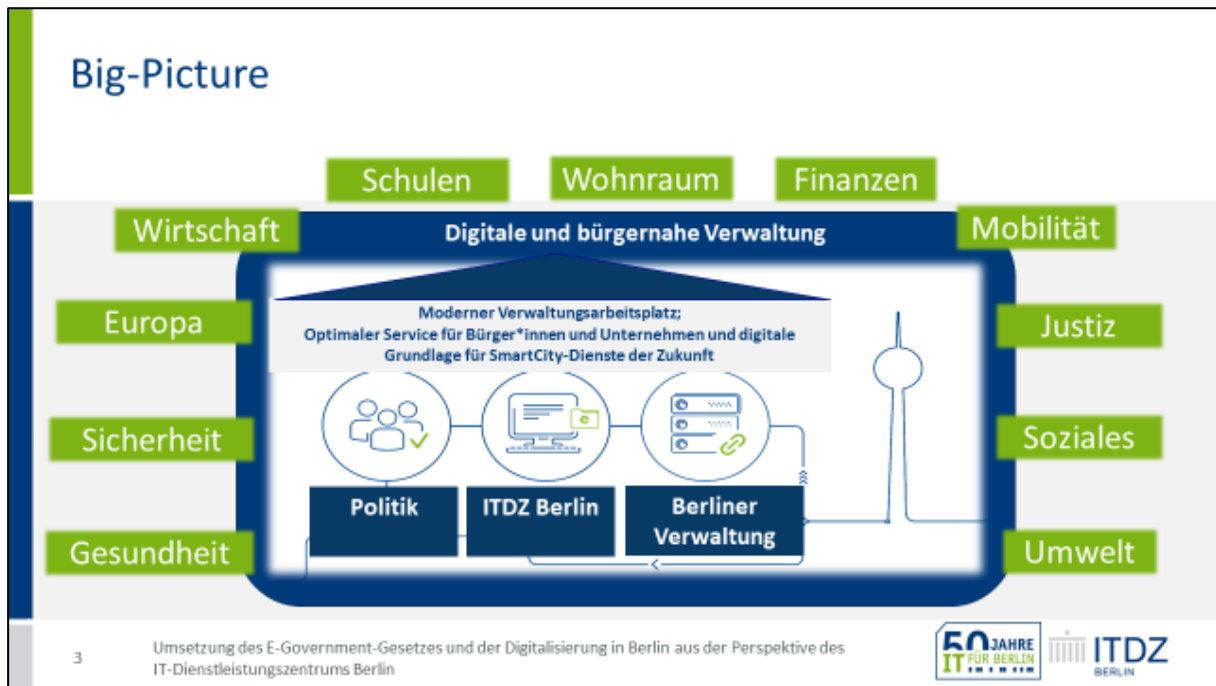 Big-Picture
Schulen
Wohnraum
Finanzen
Wirtschaft
Digitale und bürgernahe Verwaltung
Mobilität
Europa
Moderner Verwaltungsarbeitsplatz;
Optimaler Service für Bürger*innen und Unternehmen und digitale
Grundlage für SmartCity-Dienste der Zukunft
Justiz
Sicherheit
Soziales
Politik
ITDZ Berlin
Berliner
Verwaltung
Gesundheit
Umwelt
3
Umsetzung des E-Government-Gesetzes und der Digitalisierung in Berlin aus der Perspektive des
IT-Dienstleistungszentrums Berlin
50 JAHRE
IT FÜR BERLIN
ITDZ
BERLIN